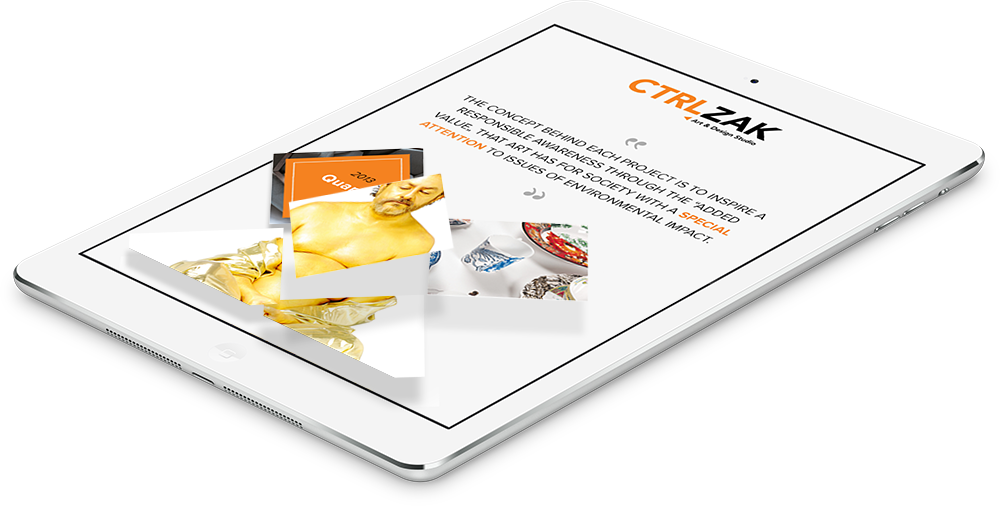 CTRLZAK
Art & Design Studio
“
THE CONCEPT BEHIND EACH PROJECT IS TO INSPIRE A
RESPONSIBLE AWARENESS THROUGH THE “ADDED
VALUE„ THAT ART HAS FOR SOCIETY WITH A SPECIAL
ATTENTION TO ISSUES OF ENVIRONMENTAL IMPACT.
”
2013